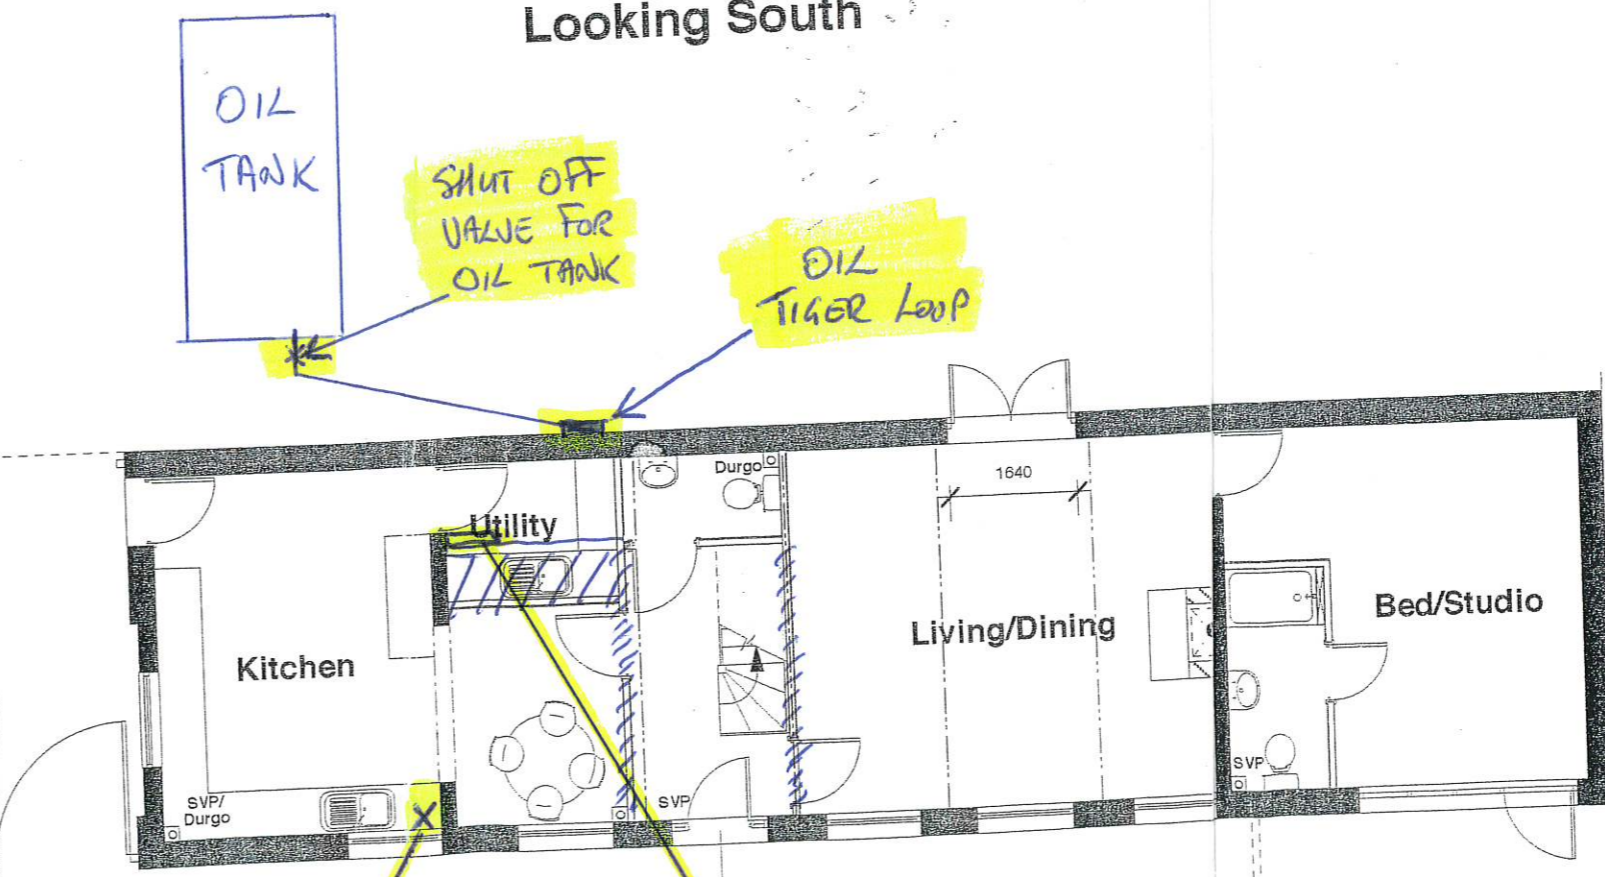 Looking South
OIL
TANK
SHUT OFF
VALVE FOR
OIL TANK
OIL
TIGER LOOP
Durgo
1640
Utility
Kitchen
Living/Dining
Bed/Studio
SVP/
Durgo
SVP
SVP
X